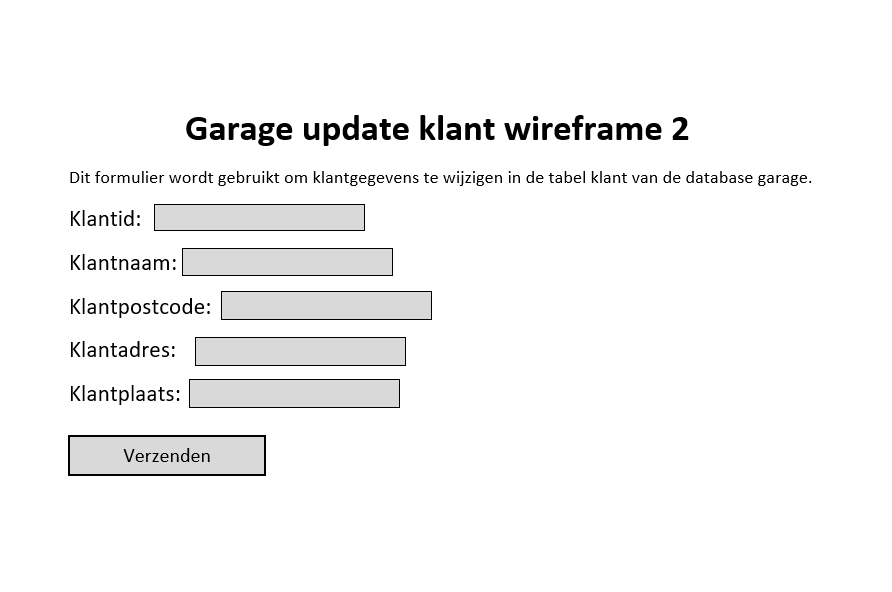 Garage update klant wireframe 2
Dit formulier wordt gebruikt om klantgegevens te wijzigen in de tabel klant van de database garage.
Klantid:
Klantnaam:
Klantpostcode:
Klantadres:
Klantplaats:
Verzenden